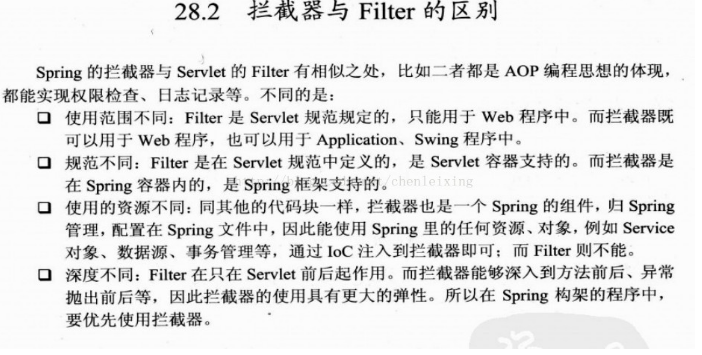 28.2 拦截器与 Filter 的区别
Spring 的拦截器与 Servlet 的 Filter 有相似之处，比如二者都是 AOP 编程思想的体现，
都能实现权限检查、日志记录等。不同的是：
❑ 使用范围不同：Filter 是 Servlet 规范规定的，只能用于 Web 程序中。而拦截器既
可以用于 Web 程序，也可以用于 Application、Swing 程序中。
❑ 规范不同：Filter 是在 Servlet 规范中定义的，是 Servlet 容器支持的。而拦截器是
在 Spring 容器内的，是 Spring 框架支持的。
❑ 使用的资源不同：同其他的代码块一样，拦截器也是一个 Spring 的组件，归 Spring
管理，配置在 Spring 文件中，因此能使用 Spring 里的任何资源、对象，例如 Service
对象、数据源、事务管理等，通过 IoC 注入到拦截器即可；而 Filter 则不能。
❑ 深度不同：Filter 在只在 Servlet 前后起作用。而拦截器能够深入到方法前后、异常
抛出前后等，因此拦截器的使用具有更大的弹性。所以在 Spring 构架的程序中，
要优先使用拦截器。